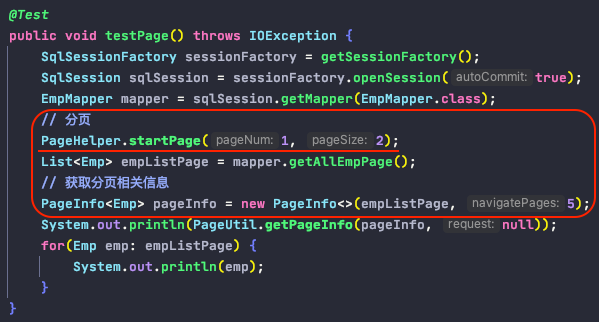 @Test
public void testPage() throws IOException {
SqlSessionFactory sessionFactory = getSessionFactory();
SqlSession sqlSession = sessionFactory.openSession( autoCommit: true);
EmpMapper mapper = sqlSession.getMapper(EmpMapper.class);
// 分页
PageHelper.startPage( pageNum: 1, pageSize: 2);
List<Emp> empListPage = mapper.getAllEmpPage();
// 获取分页相关信息
PageInfo<Emp> pageInfo = new PageInfo<>(empListPage, navigatePages: 5);
System.out.println(PageUtil.getPageInfo(pageInfo, request: null));
for(Emp emp: empListPage) {
System.out.println(emp);
}
}